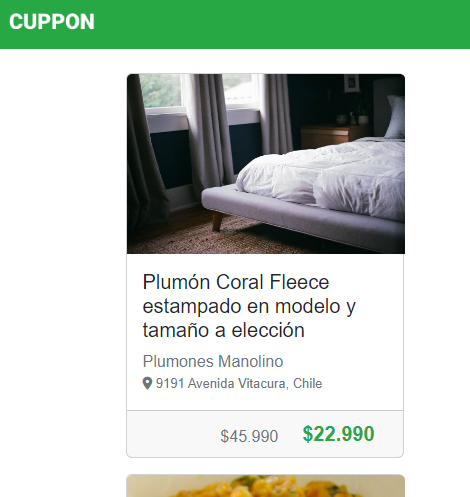 CUPPON
Plumón Coral Fleece
estampado en modelo y
tamaño a elección
Plumones Manolino
9191 Avenida Vitacura, Chile
$45.990 $22.990